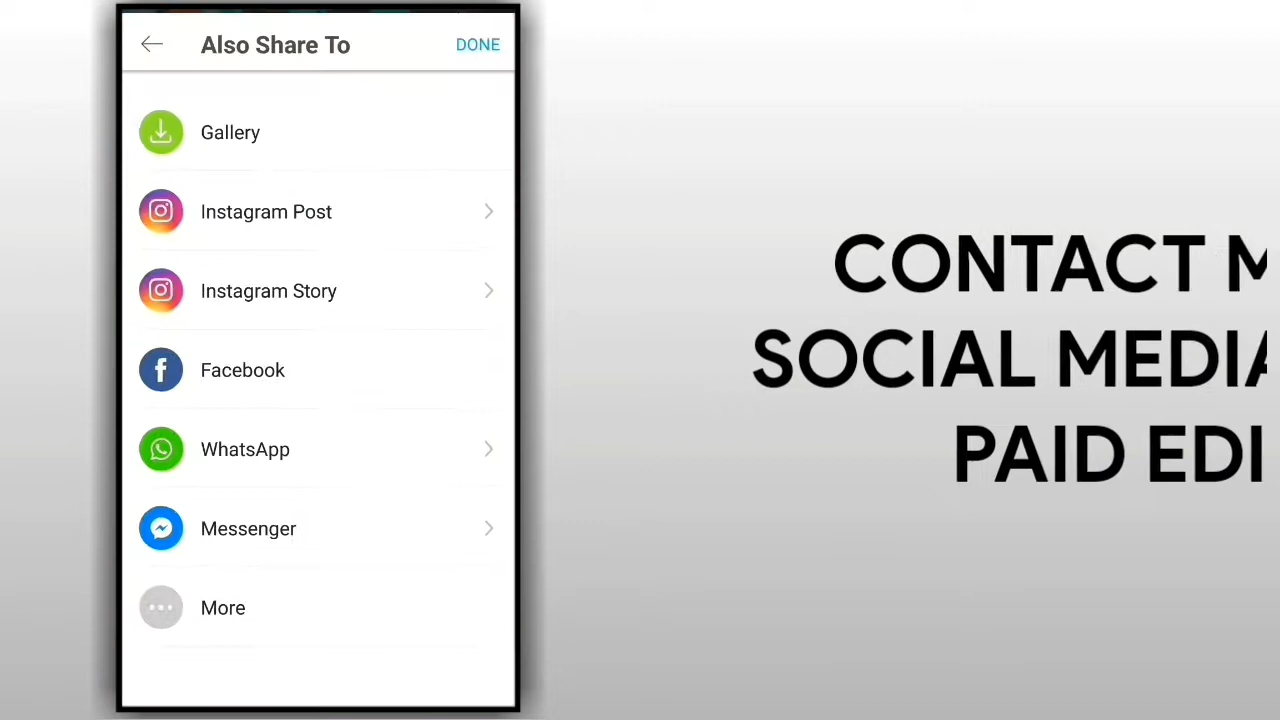 Also Share To
DONE
Gallery
Instagram Post
Instagram Story
Facebook
WhatsApp
Messenger
More
CONTACT M
SOCIAL MEDIA
PAID EDI